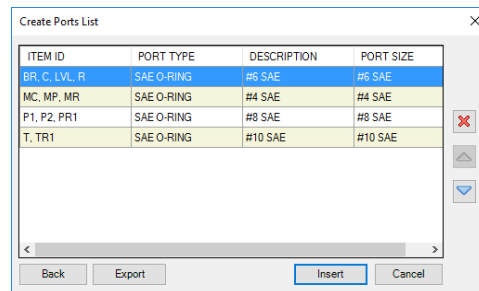 Create Ports List
ITEM ID PORT TYPE DESCRIPTION PORT SIZE
BR, C, LVL, R SAE O-RING #6 SAE #6 SAE
MC, MP, MR SAE O-RING #4 SAE #4 SAE
P1, P2, PR1 SAE O-RING #8 SAE #8 SAE
T, TR1 SAE O-RING #10 SAE #10 SAE
Back Export Insert Cancel